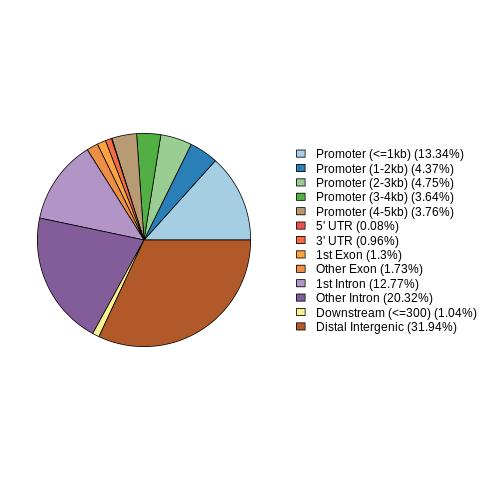 Promoter (<=1kb) (13.34%)
Promoter (1-2kb) (4.37%)
Promoter (2-3kb) (4.75%)
Promoter (3-4kb) (3.64%)
Promoter (4-5kb) (3.76%)
5' UTR (0.08%)
3' UTR (0.96%)
1st Exon (1.3%)
Other Exon (1.73%)
1st Intron (12.77%)
Other Intron (20.32%)
Downstream (<=300) (1.04%)
Distal Intergenic (31.94%)